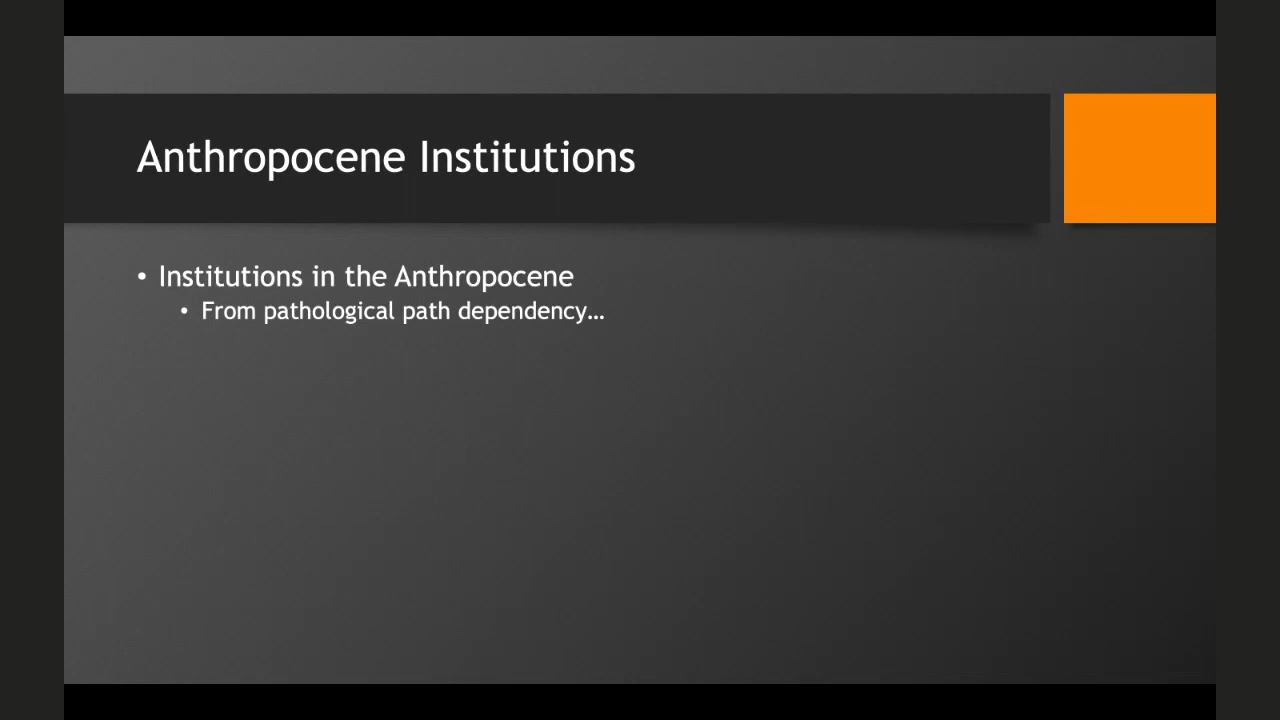 Anthropocene Institutions
• Institutions in the Anthropocene
• From pathological path dependency…